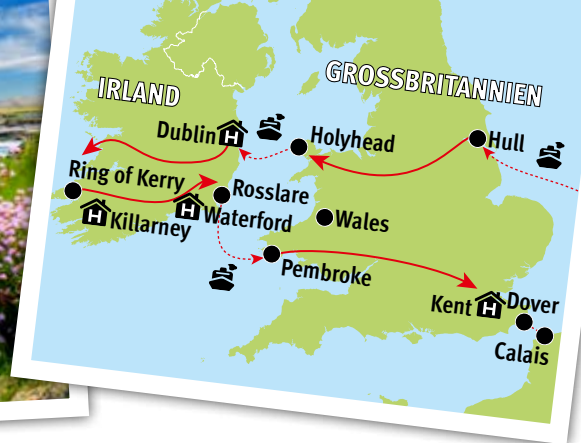 GROSSBRITANNIEN
IRLAND
Dublin H
Holyhead
Hull
Ring of Kerry
Rosslare
H Killarney
H Waterford
Wales
Pembroke
Kent H
Dover
Calais